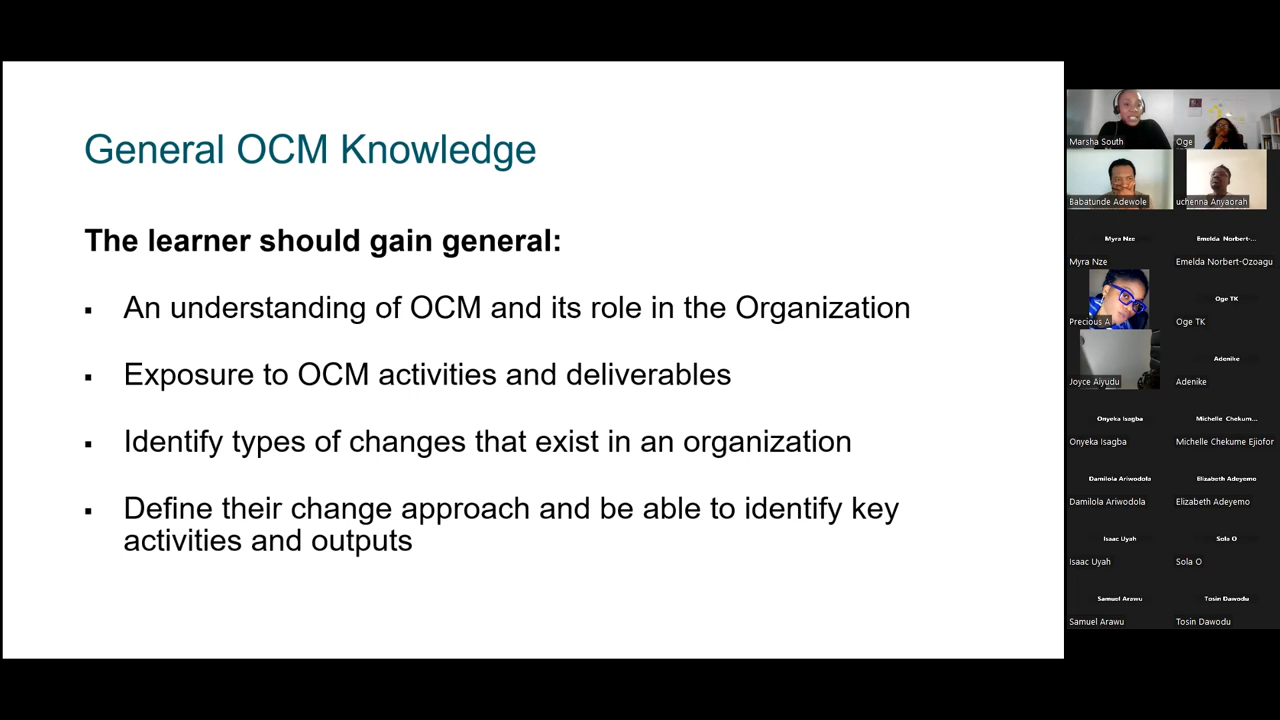 General OCM Knowledge
The learner should gain general:
▪ An understanding of OCM and its role in the Organization
▪ Exposure to OCM activities and deliverables
▪ Identify types of changes that exist in an organization
▪ Define their change approach and be able to identify key
activities and outputs
Marsha South
Oge
Babatunde Adewole
uchenna Anyaorah
Myra Nze
Emelda Norbert-...
Myra Nze
Emelda Norbert-Ozoagu
Oge TK
Precious A
Oge TK
Adenike
Joyce Aiyudu
Adenike
Onyeka Isagba
Michelle Chekum...
Onyeka Isagba
Michelle Chekume Ejiofor
Damilola Ariwodola
Elizabeth Adeyemo
Damilola Ariwodola
Elizabeth Adeyemo
Isaac Uyah
Sola O
Isaac Uyah
Sola O
Samuel Arawu
Tosin Dawodu
Samuel Arawu
Tosin Dawodu